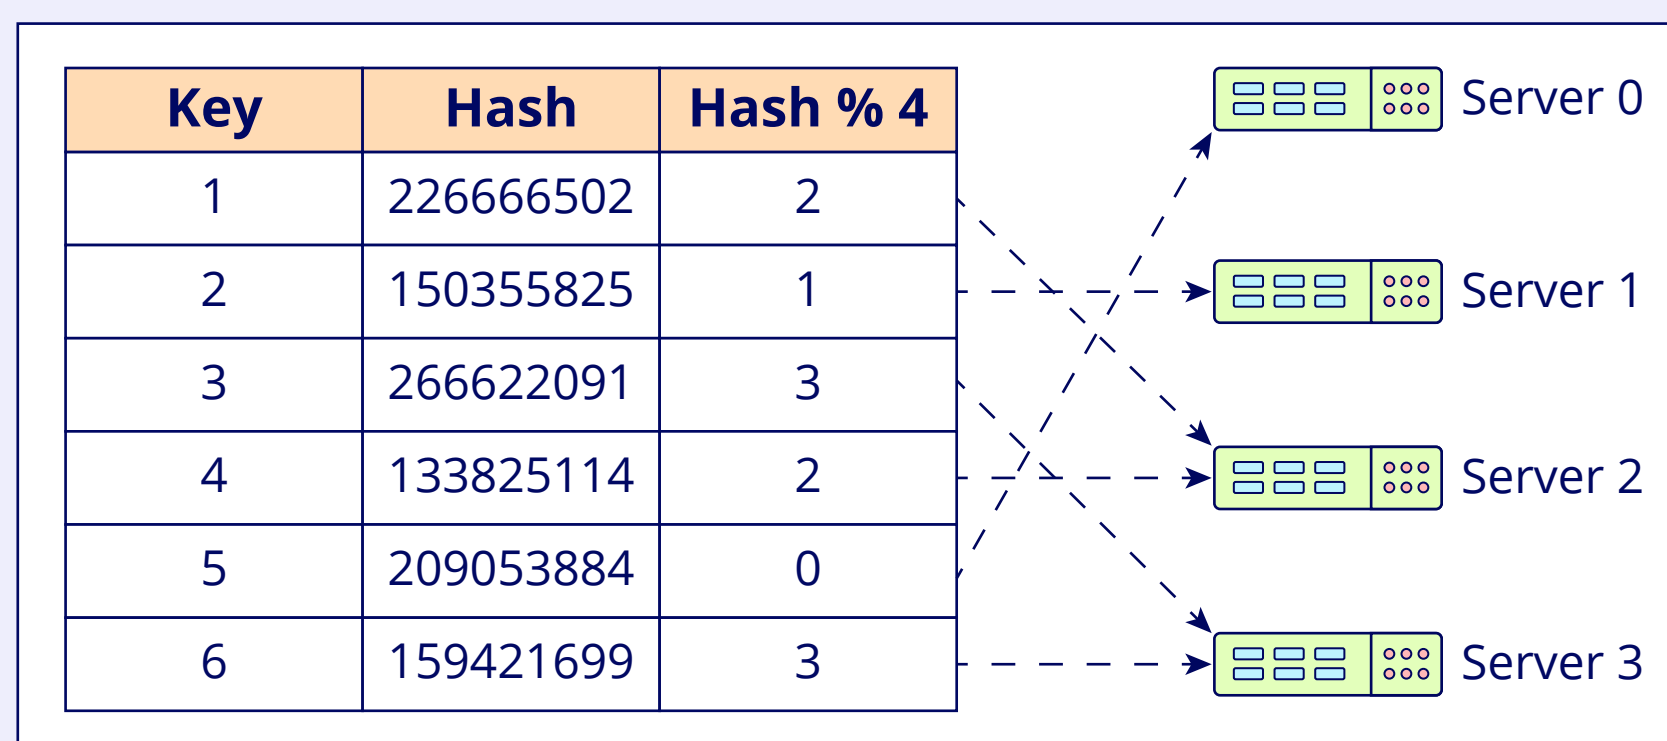 Key Hash Hash % 4
1 226666502 2
2 150355825 1
3 266622091 3
4 133825114 2
5 209053884 0
6 159421699 3
Server 0
Server 1
Server 2
Server 3